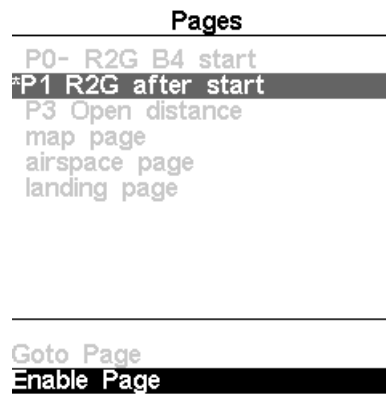 Pages
P0- R2G B4 start
*P1 R2G after start
P3 Open distance
map page
airspace page
landing page
Goto Page
Enable Page